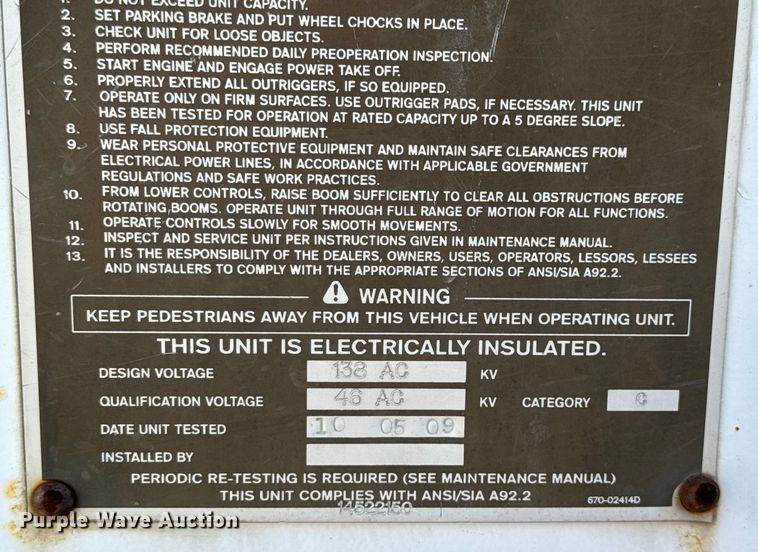 1. DO NOT EXCEED UNIT CAPACITY.
2. SET PARKING BRAKE AND PUT WHEEL CHOCKS IN PLACE.
3. CHECK UNIT FOR LOOSE OBJECTS.
4. PERFORM RECOMMENDED DAILY PREOPERATION INSPECTION.
5. START ENGINE AND ENGAGE POWER TAKE OFF.
6. PROPERLY EXTEND ALL OUTRIGGERS, IF SO EQUIPPED.
7. OPERATE ONLY ON FIRM SURFACES. USE OUTRIGGER PADS, IF NECESSARY. THIS UNIT
HAS BEEN TESTED FOR OPERATION AT RATED CAPACITY UP TO A 5 DEGREE SLOPE.
8. USE FALL PROTECTION EQUIPMENT.
9. WEAR PERSONAL PROTECTIVE EQUIPMENT AND MAINTAIN SAFE CLEARANCES FROM
ELECTRICAL POWER LINES, IN ACCORDANCE WITH APPLICABLE GOVERNMENT
REGULATIONS AND SAFE WORK PRACTICES.
10. FROM LOWER CONTROLS, RAISE BOOM SUFFICIENTLY TO CLEAR ALL OBSTRUCTIONS BEFORE
ROTATING BOOMS. OPERATE UNIT THROUGH FULL RANGE OF MOTION FOR ALL FUNCTIONS.
11. OPERATE CONTROLS SLOWLY FOR SMOOTH MOVEMENTS.
12. INSPECT AND SERVICE UNIT PER INSTRUCTIONS GIVEN IN MAINTENANCE MANUAL.
13. IT IS THE RESPONSIBILITY OF THE DEALERS, OWNERS, USERS, OPERATORS, LESSORS, LESSEES
AND INSTALLERS TO COMPLY WITH THE APPROPRIATE SECTIONS OF ANSI/SIA A92.2.
WARNING
KEEP PEDESTRIANS AWAY FROM THIS VEHICLE WHEN OPERATING UNIT.
THIS UNIT IS ELECTRICALLY INSULATED.
DESIGN VOLTAGE 138 AC KV
QUALIFICATION VOLTAGE 46 AC KV CATEGORY C
DATE UNIT TESTED 10 05 09
INSTALLED BY
PERIODIC RE-TESTING IS REQUIRED (SEE MAINTENANCE MANUAL)
THIS UNIT COMPLIES WITH ANSI/SIA A92.2 670-02414D
14522150
Purple Wave Auction